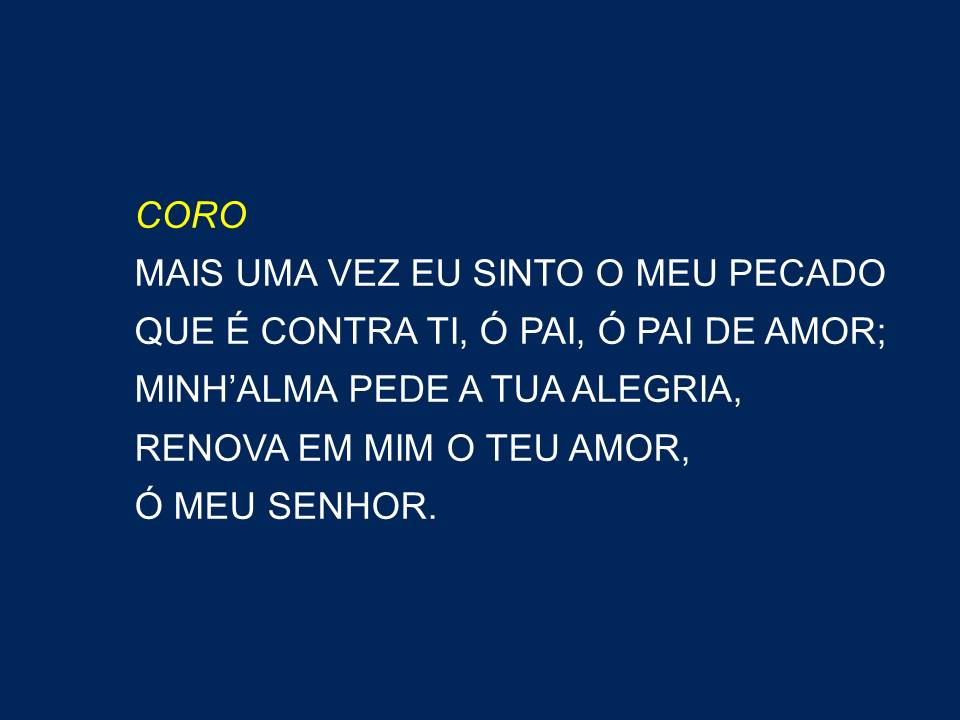 CORO
MAIS UMA VEZ EU SINTO O MEU PECADO
QUE É CONTRA TI, Ó PAI, Ó PAI DE AMOR;
MINH’ALMA PEDE A TUA ALEGRIA,
RENOVA EM MIM O TEU AMOR,
Ó MEU SENHOR.